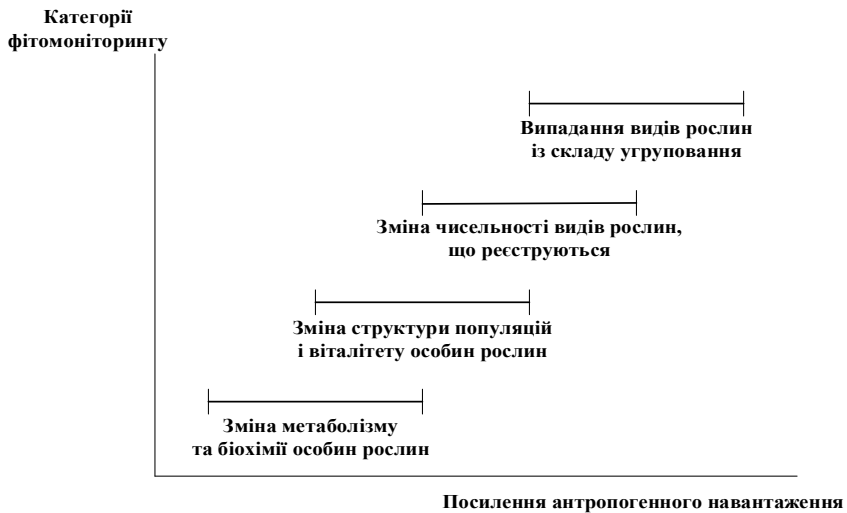 Категорії
фітомоніторингу
Випадання видів рослин
із складу угруповання
Зміна чисельності видів рослин,
що реєструються
Зміна структури популяцій
і віталітету особин рослин
Зміна метаболізму
та біохімії особин рослин
Посилення антропогенного навантаження